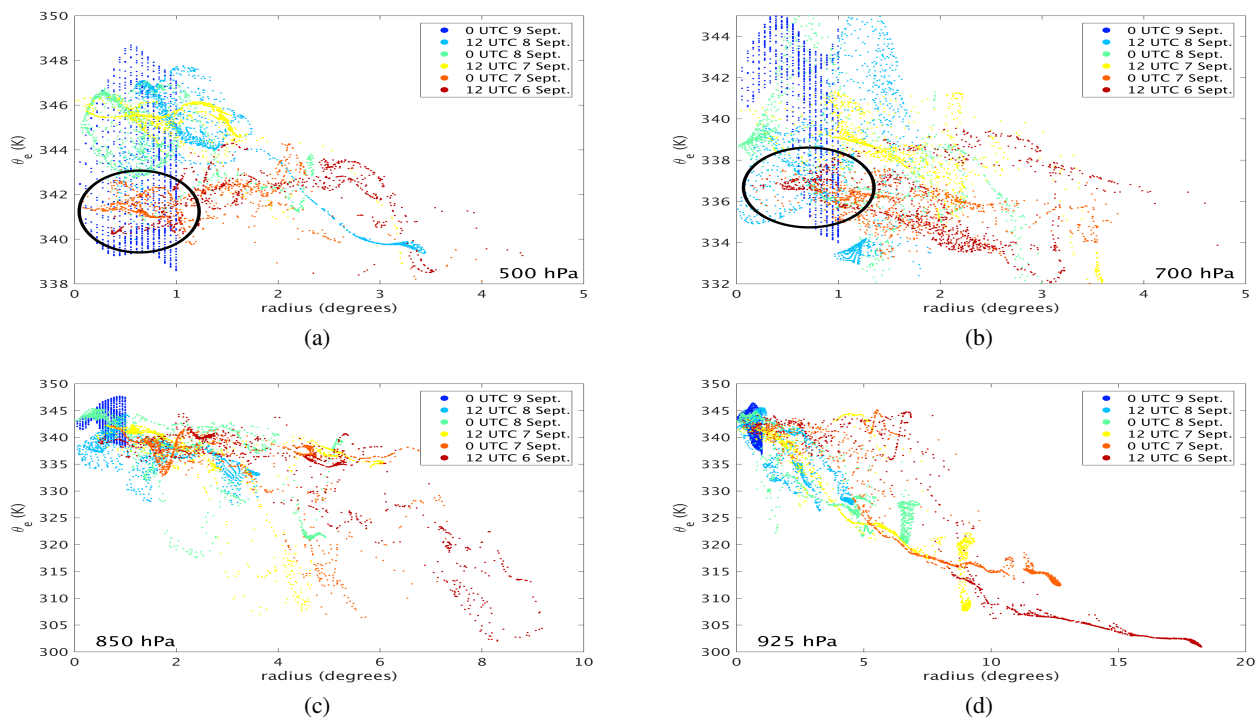 350
348
346
344
342
340
338
θe (K)
0 UTC 9 Sept.
12 UTC 8 Sept.
0 UTC 8 Sept.
12 UTC 7 Sept.
0 UTC 7 Sept.
12 UTC 6 Sept.
500 hPa
0 1 2 3 4 5
radius (degrees)
(a)
344
342
340
338
336
334
332
θe (K)
0 UTC 9 Sept.
12 UTC 8 Sept.
0 UTC 8 Sept.
12 UTC 7 Sept.
0 UTC 7 Sept.
12 UTC 6 Sept.
700 hPa
0 1 2 3 4 5
radius (degrees)
(b)
350
345
340
335
330
325
320
315
310
305
300
θe (K)
0 UTC 9 Sept.
12 UTC 8 Sept.
0 UTC 8 Sept.
12 UTC 7 Sept.
0 UTC 7 Sept.
12 UTC 6 Sept.
850 hPa
0 2 4 6 8 10
radius (degrees)
(c)
350
345
340
335
330
325
320
315
310
305
300
θe (K)
0 UTC 9 Sept.
12 UTC 8 Sept.
0 UTC 8 Sept.
12 UTC 7 Sept.
0 UTC 7 Sept.
12 UTC 6 Sept.
925 hPa
0 5 10 15 20
radius (degrees)
(d)